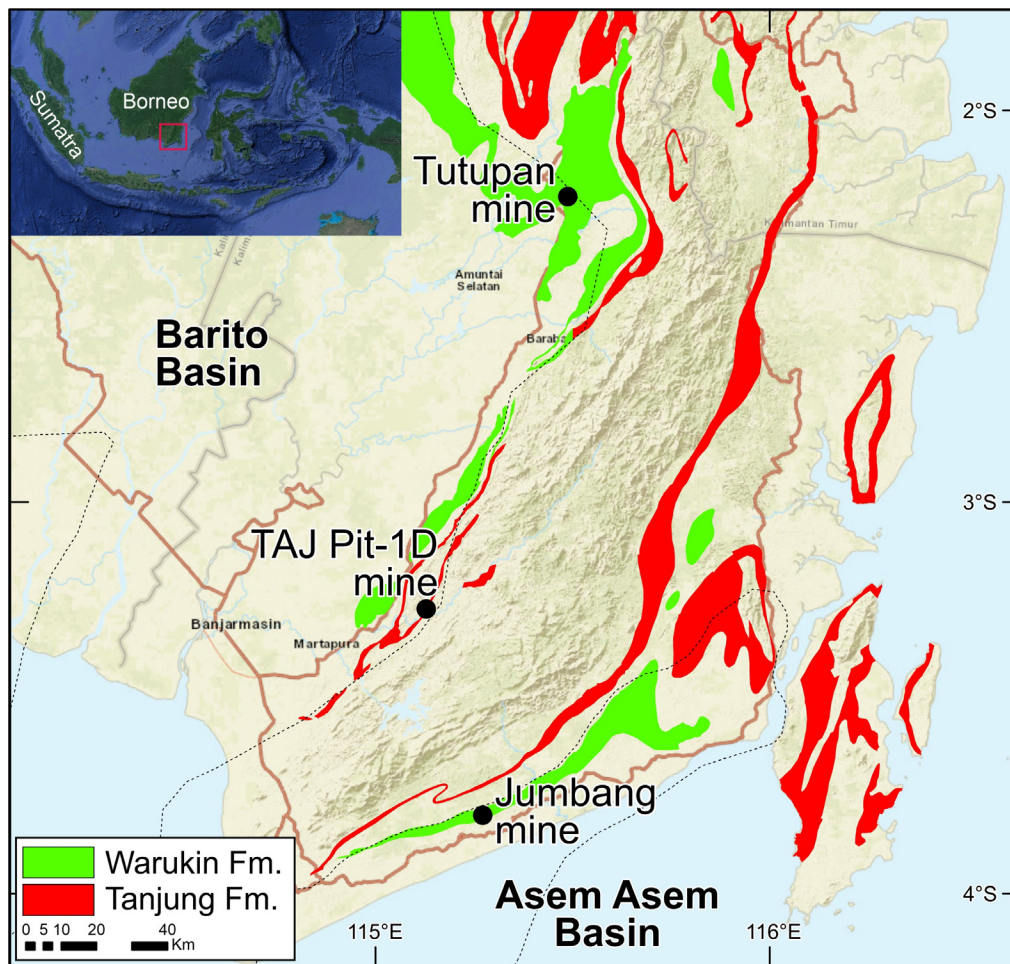 Sumatra
Borneo
2°S
Tutupan
mine
Kalimantan Timur
Amuntai
Selatan
Barito
Basin
3°S
TAJ Pit-1D
mine
Banjarmasin
Martapura
Jumbang
mine
Warukin Fm.
Tanjung Fm.
0 5 10 20 40
Km
Asem Asem
Basin
4°S
115°E
116°E